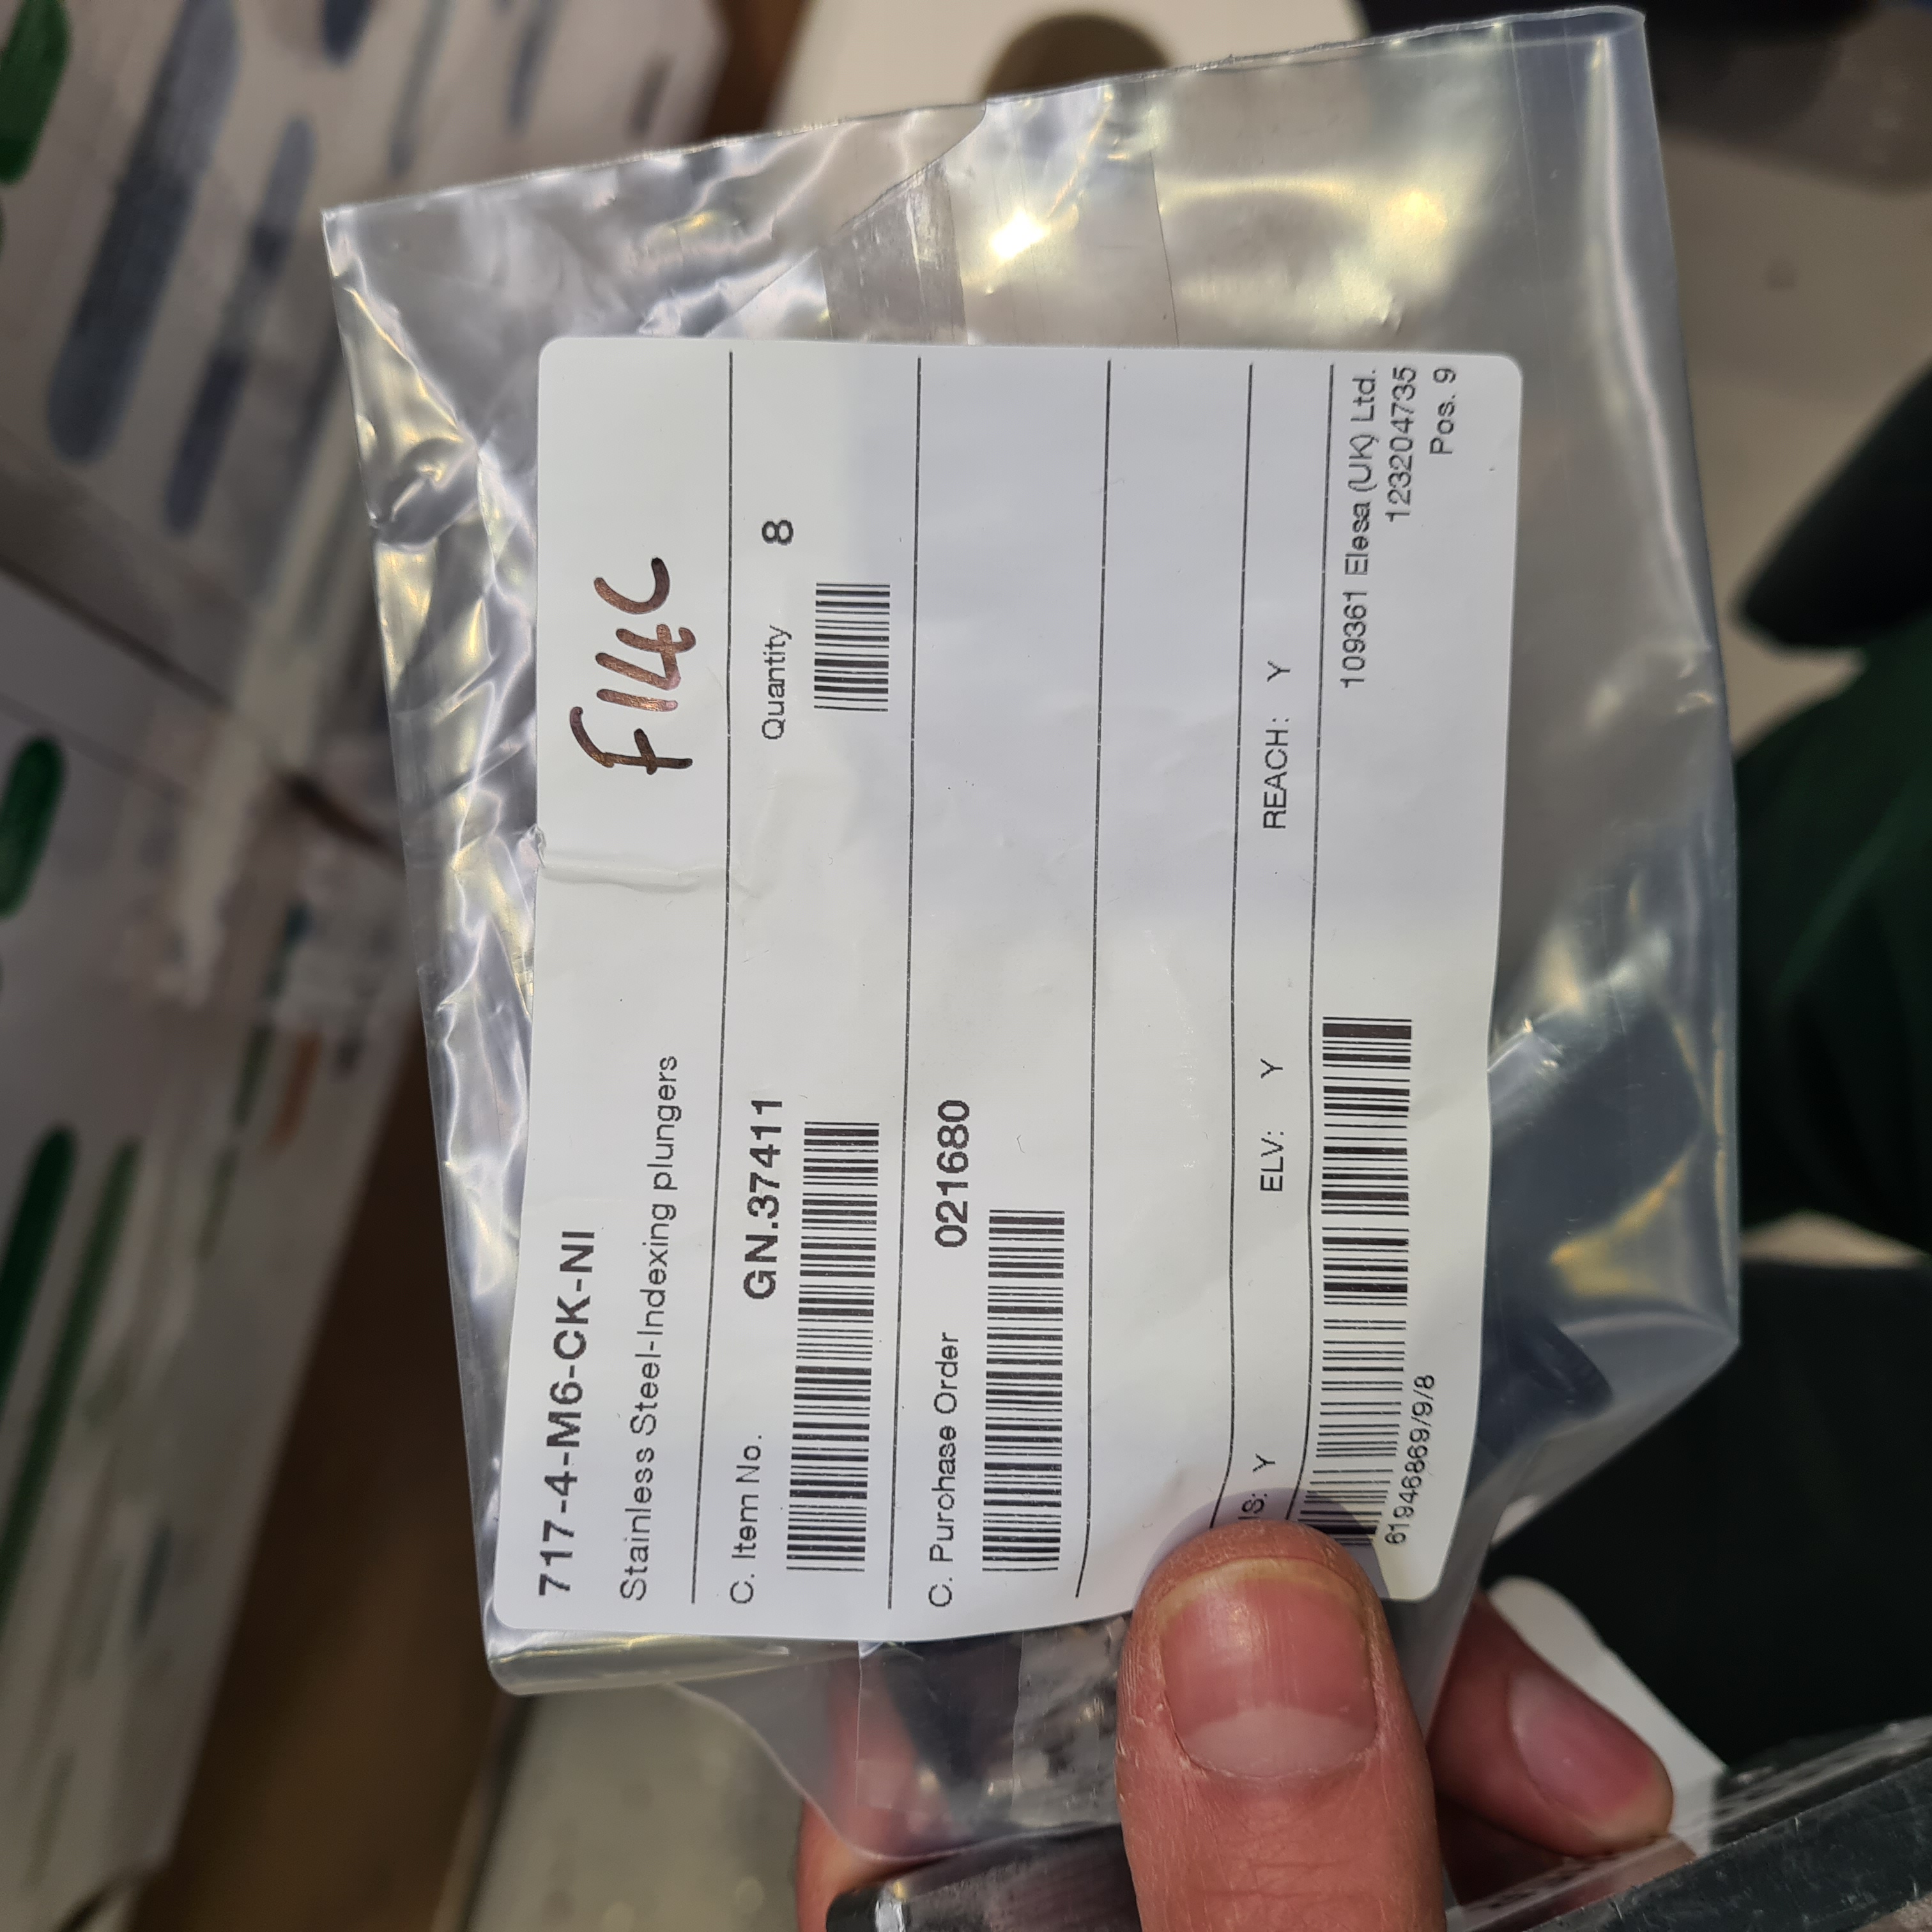 717-4-M6-CK-NI
F14C
Stainless Steel-Indexing plungers
C. Item No. GN.37411
Quantity 8
C. Purchase Order 021680
S: Y ELV: Y REACH: Y
109361 Elesa (UK) Ltd.
123204735
Pos. 9
61946869/9/8